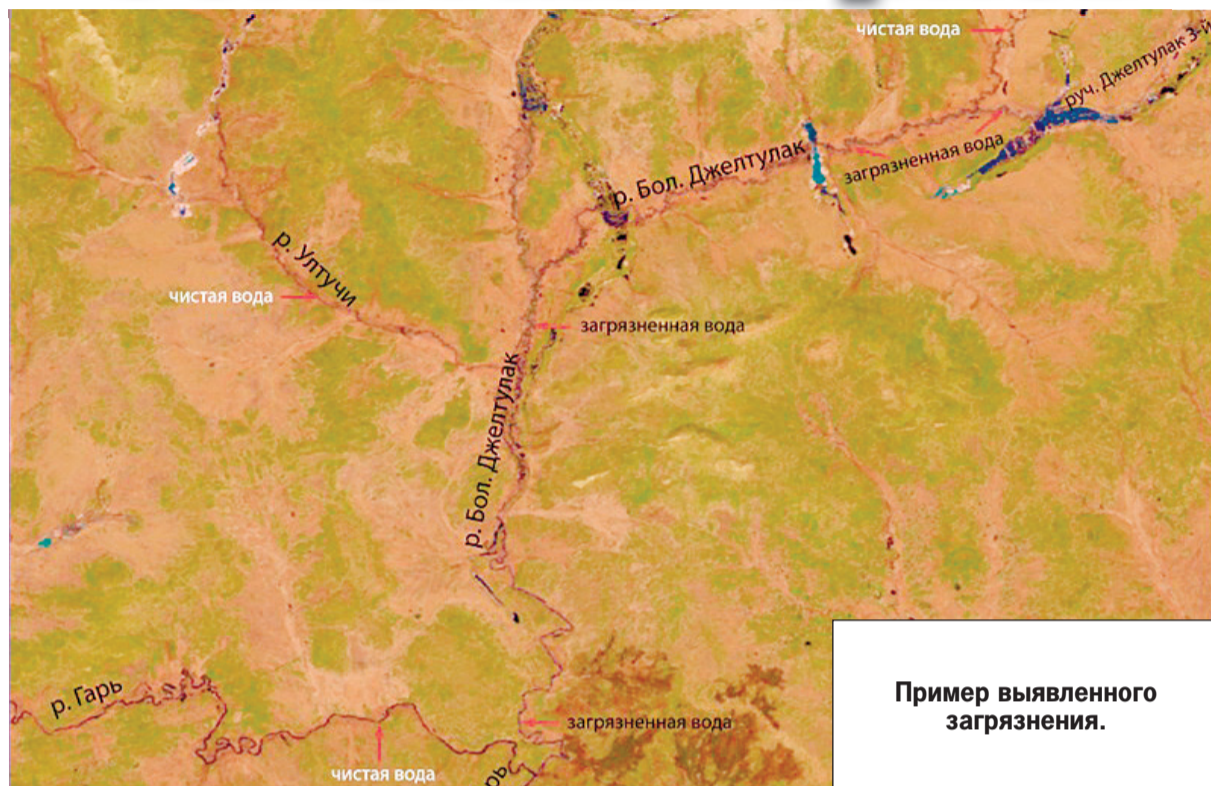 чистая вода
руч. Джелтулак 3-й
загрязненная вода
р. Бол. Джелтулак
р. Ултучи
чистая вода
загрязненная вода
р. Бол. Джелтулак
р. Гарь
загрязненная вода
чистая вода
Пример выявленного
загрязнения.